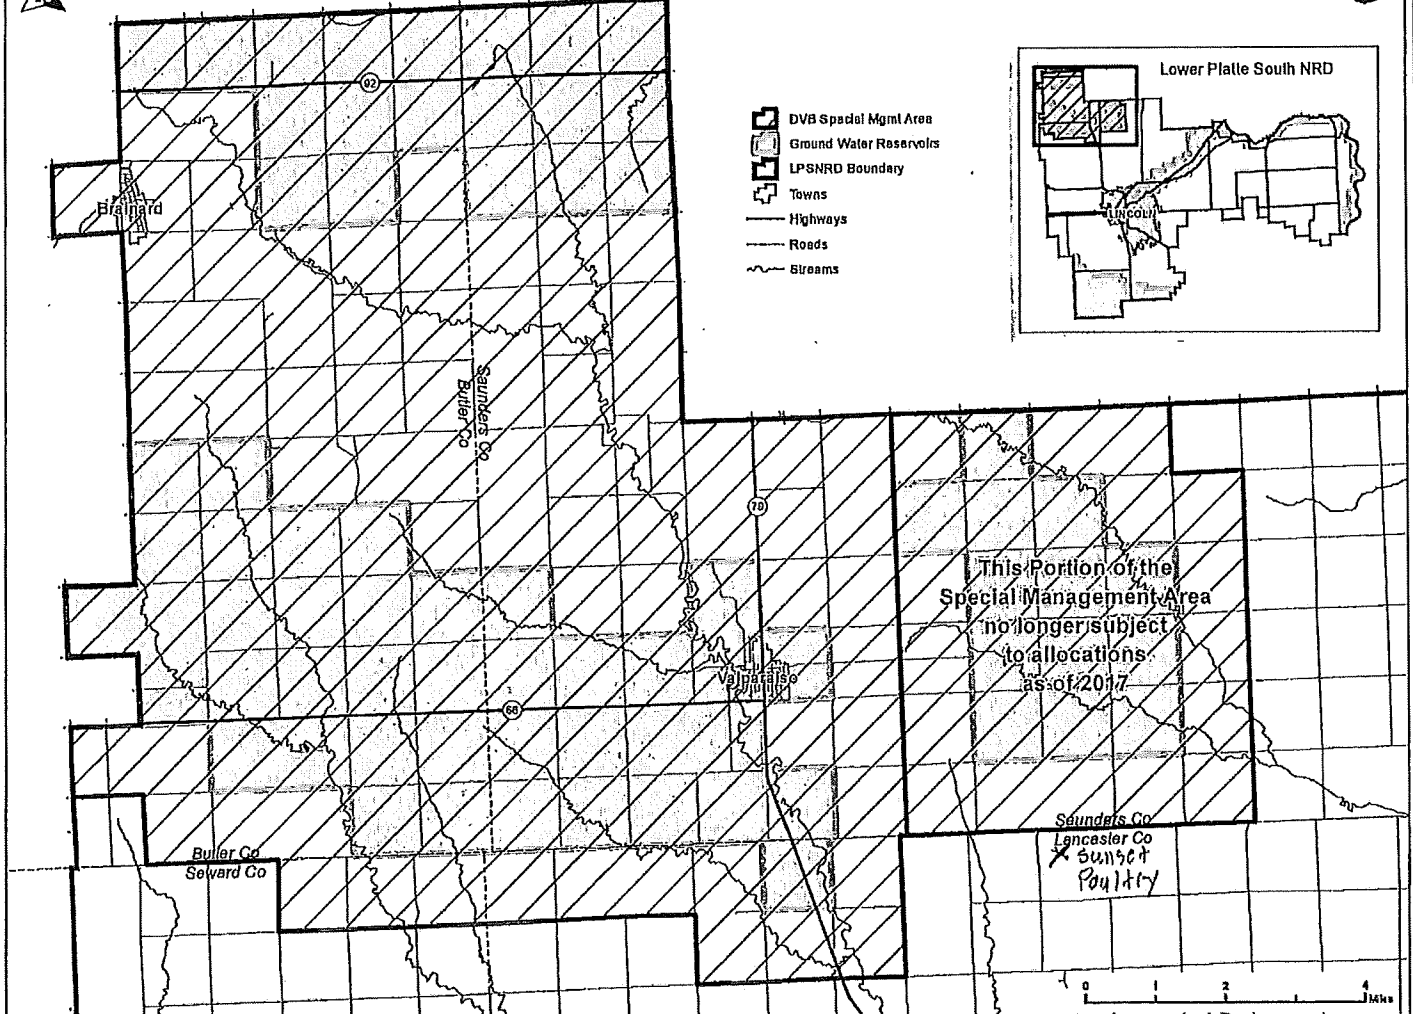 Lower Platte South NRD
LINCOLN
DVB Special Mgmt Area
Ground Water Reservoirs
LPSNRD Boundary
Towns
Highways
Roads
Streams
92
Brainard
Saunders Co
Butler Co
79
This Portion of the
Special Management Area
no longer subject
to allocations
as of 2017
Valparaiso
66
Butler Co
Seward Co
Saunders Co
Lancaster Co
X Sunset
Poultry
0 1 2 4
Miles